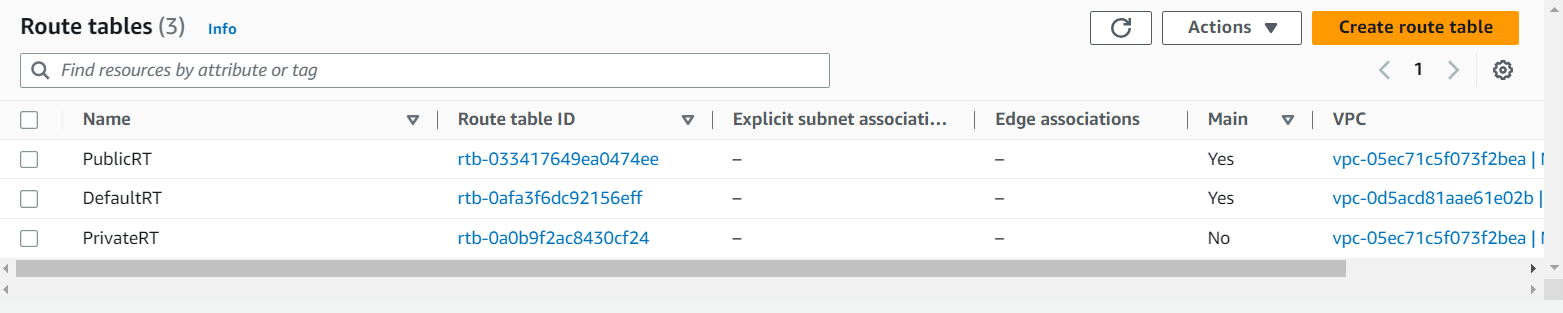 Route tables (3) Info Actions Create route table
Find resources by attribute or tag 1
Name Route table ID Explicit subnet associati... Edge associations Main VPC
PublicRT rtb-033417649ea0474ee – – Yes vpc-05ec71c5f073f2bea |
DefaultRT rtb-0afa3f6dc92156eff – – Yes vpc-0d5acd81aae61e02b |
PrivateRT rtb-0a0b9f2ac8430cf24 – – No vpc-05ec71c5f073f2bea |